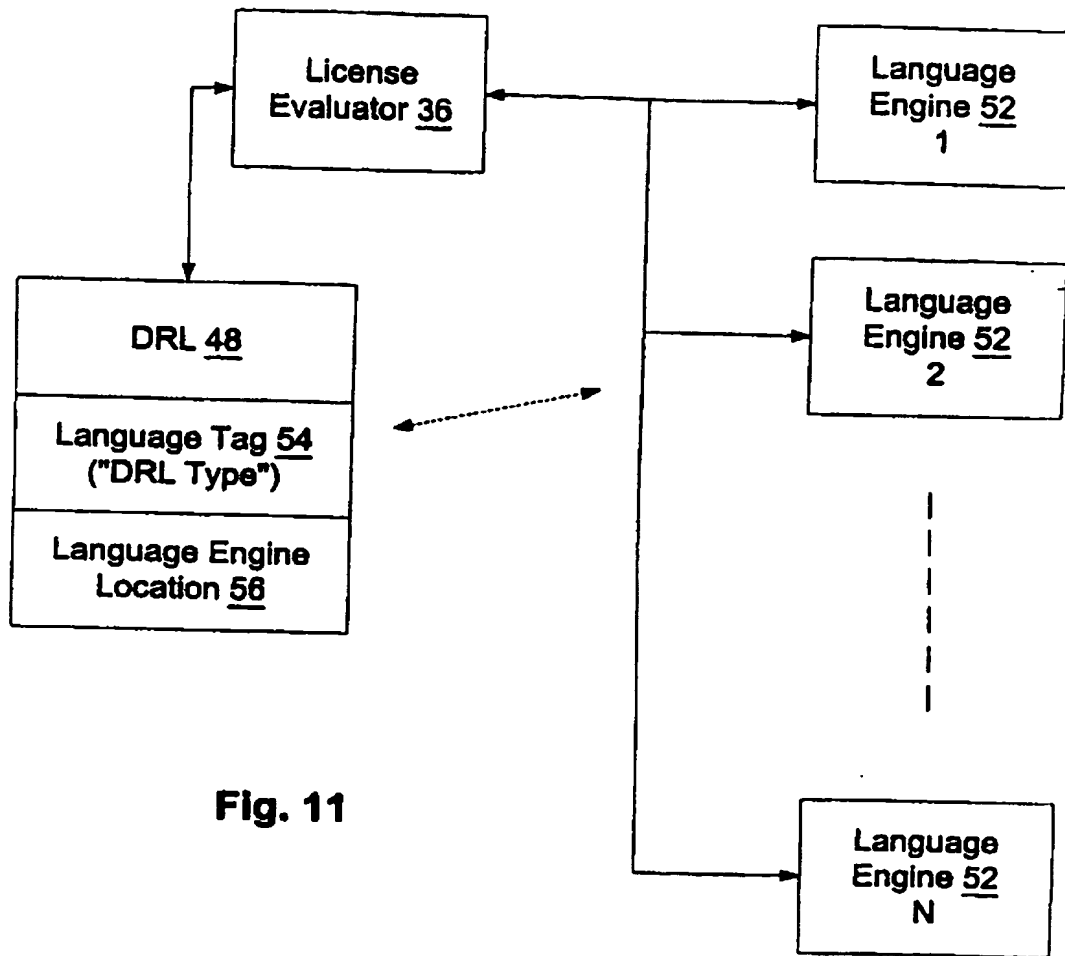 License
Evaluator 36
Language
Engine 52
1
Language
Engine 52
2
DRL 48
Language Tag 54
("DRL Type")
Language Engine
Location 56
Fig. 11
Language
Engine 52
N